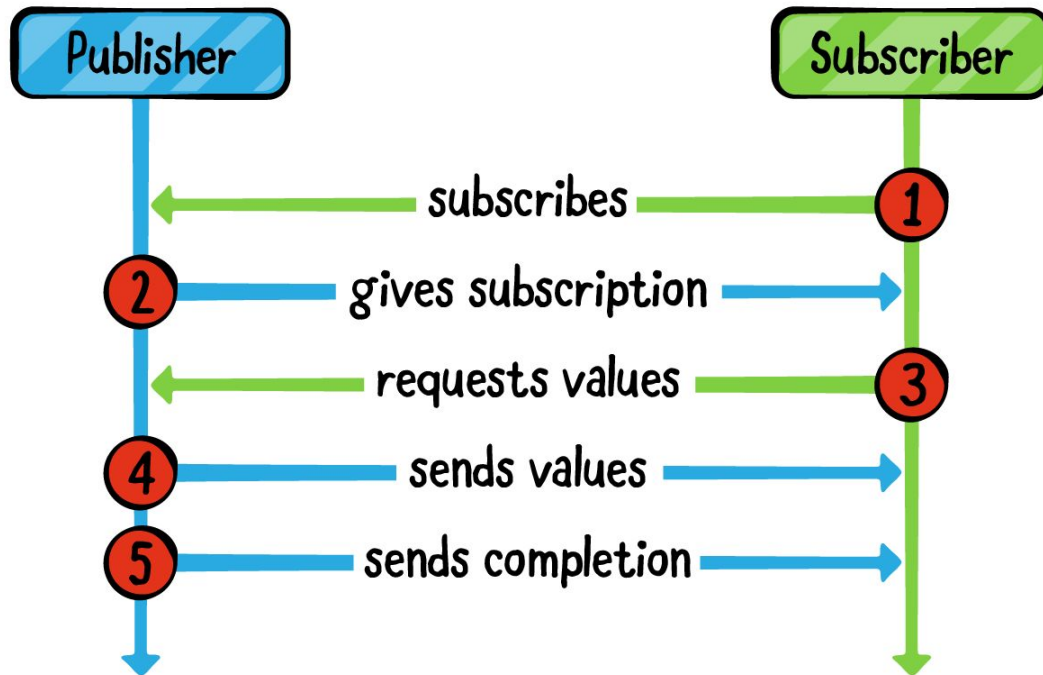 Publisher
Subscriber
subscribes
1
2
gives subscription
requests values
3
4
sends values
5
sends completion